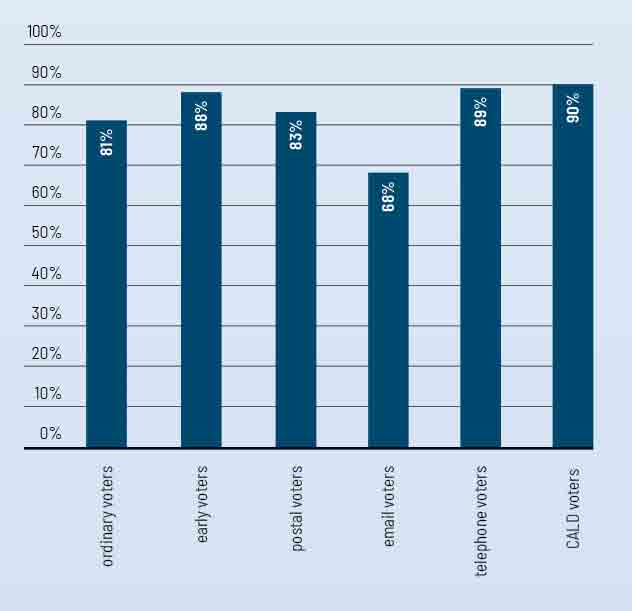 100%
90%
80%
70%
60%
50%
40%
30%
20%
10%
0%
81%
88%
83%
68%
89%
90%
ordinary voters
early voters
postal voters
email voters
telephone voters
CALD voters